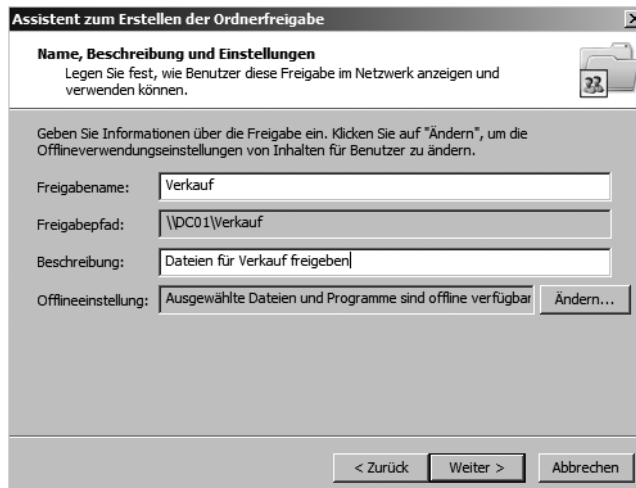 Assistent zum Erstellen der Ordnerfreigabe
Name, Beschreibung und Einstellungen
Legen Sie fest, wie Benutzer diese Freigabe im Netzwerk anzeigen und
verwenden können.
Geben Sie Informationen über die Freigabe ein. Klicken Sie auf "Ändern", um die
Offlineverwendungseinstellungen von Inhalten für Benutzer zu ändern.
Freigabename: Verkauf
Freigabepfad: \\DC01\Verkauf
Beschreibung: Dateien für Verkauf freigeben
Offlineeinstellung: Ausgewählte Dateien und Programme sind offline verfügbar Ändern...
< Zurück Weiter > Abbrechen